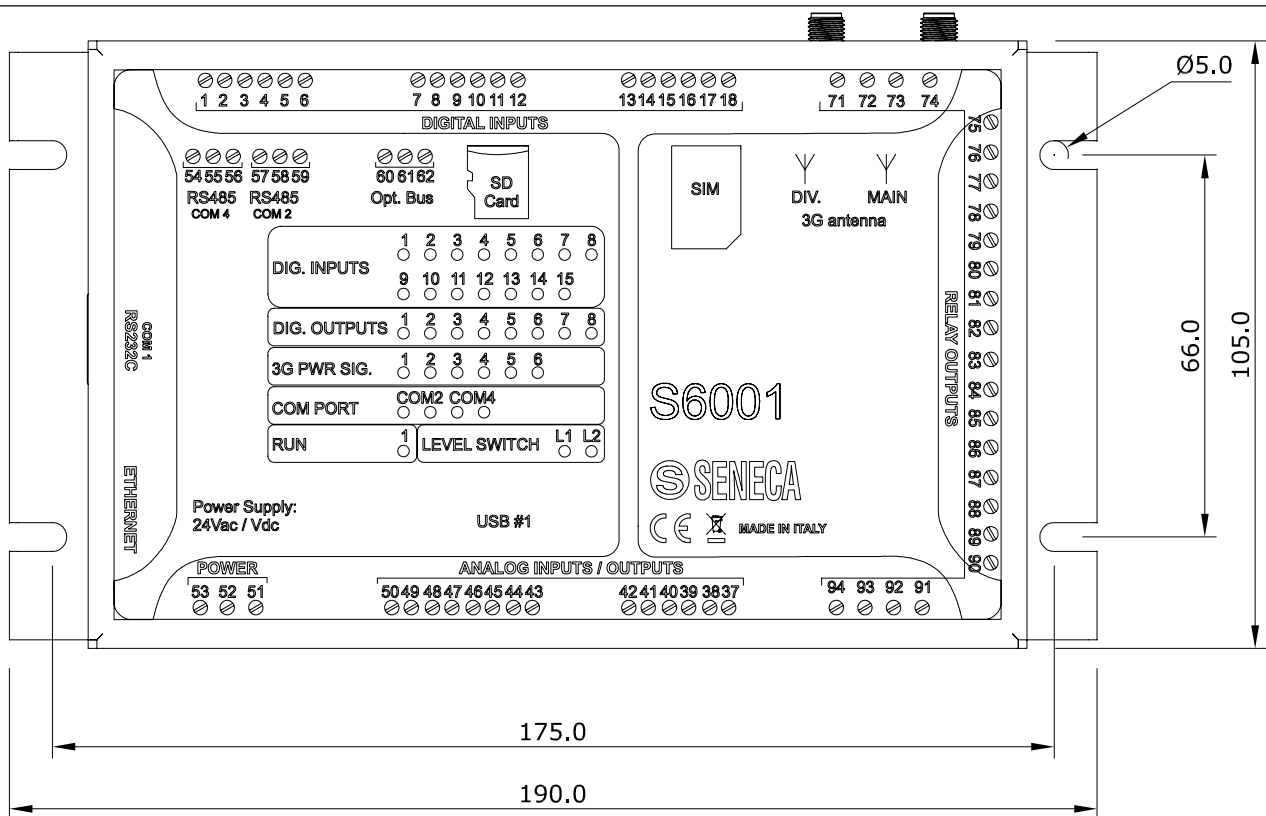 Ø5.0
1 2 3 4 5 6 7 8 9 10 11 12 13 14 15 16 17 18 71 72 73 74
DIGITAL INPUTS
75
76
77
78
79
80
81
82
83
84
85
86
87
88
89
90
RELAY OUTPUTS
54 55 56 57 58 59 60 61 62
RS485 RS485 Opt. Bus
COM 4 COM 2
SD
Card
SIM
DIV. MAIN
3G antenna
1 2 3 4 5 6 7 8
DIG. INPUTS
9 10 11 12 13 14 15
DIG. OUTPUTS 1 2 3 4 5 6 7 8
3G PWR SIG. 1 2 3 4 5 6
COM PORT COM2 COM4
RUN 1 LEVEL SWITCH L1 L2
COM 1
RS232C
ETHERNET
S6001
S SENECA
CE MADE IN ITALY
Power Supply:
24Vac / Vdc
USB #1
POWER ANALOG INPUTS / OUTPUTS
53 52 51 50 49 48 47 46 45 44 43 42 41 40 39 38 37 94 93 92 91
66.0
105.0
175.0
190.0